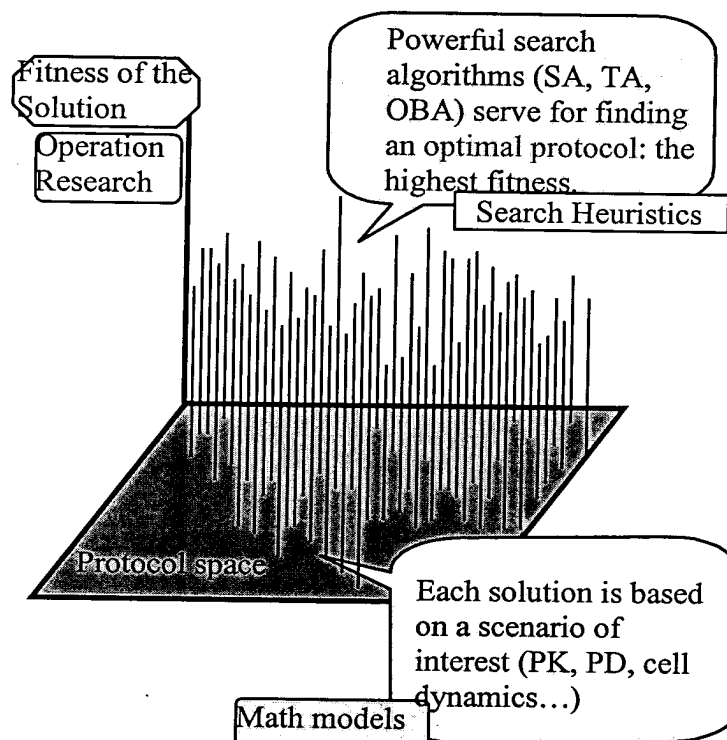 Fitness of the
Solution
Operation
Research
Powerful search
algorithms (SA, TA,
OBA) serve for finding
an optimal protocol: the
highest fitness.
Search Heuristics
Protocol space
Each solution is based
on a scenario of
interest (PK, PD, cell
dynamics…)
Math models